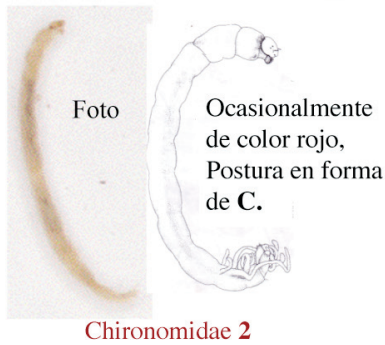 Foto
Ocasionalmente
de color rojo,
Postura en forma
de C.
Chironomidae 2